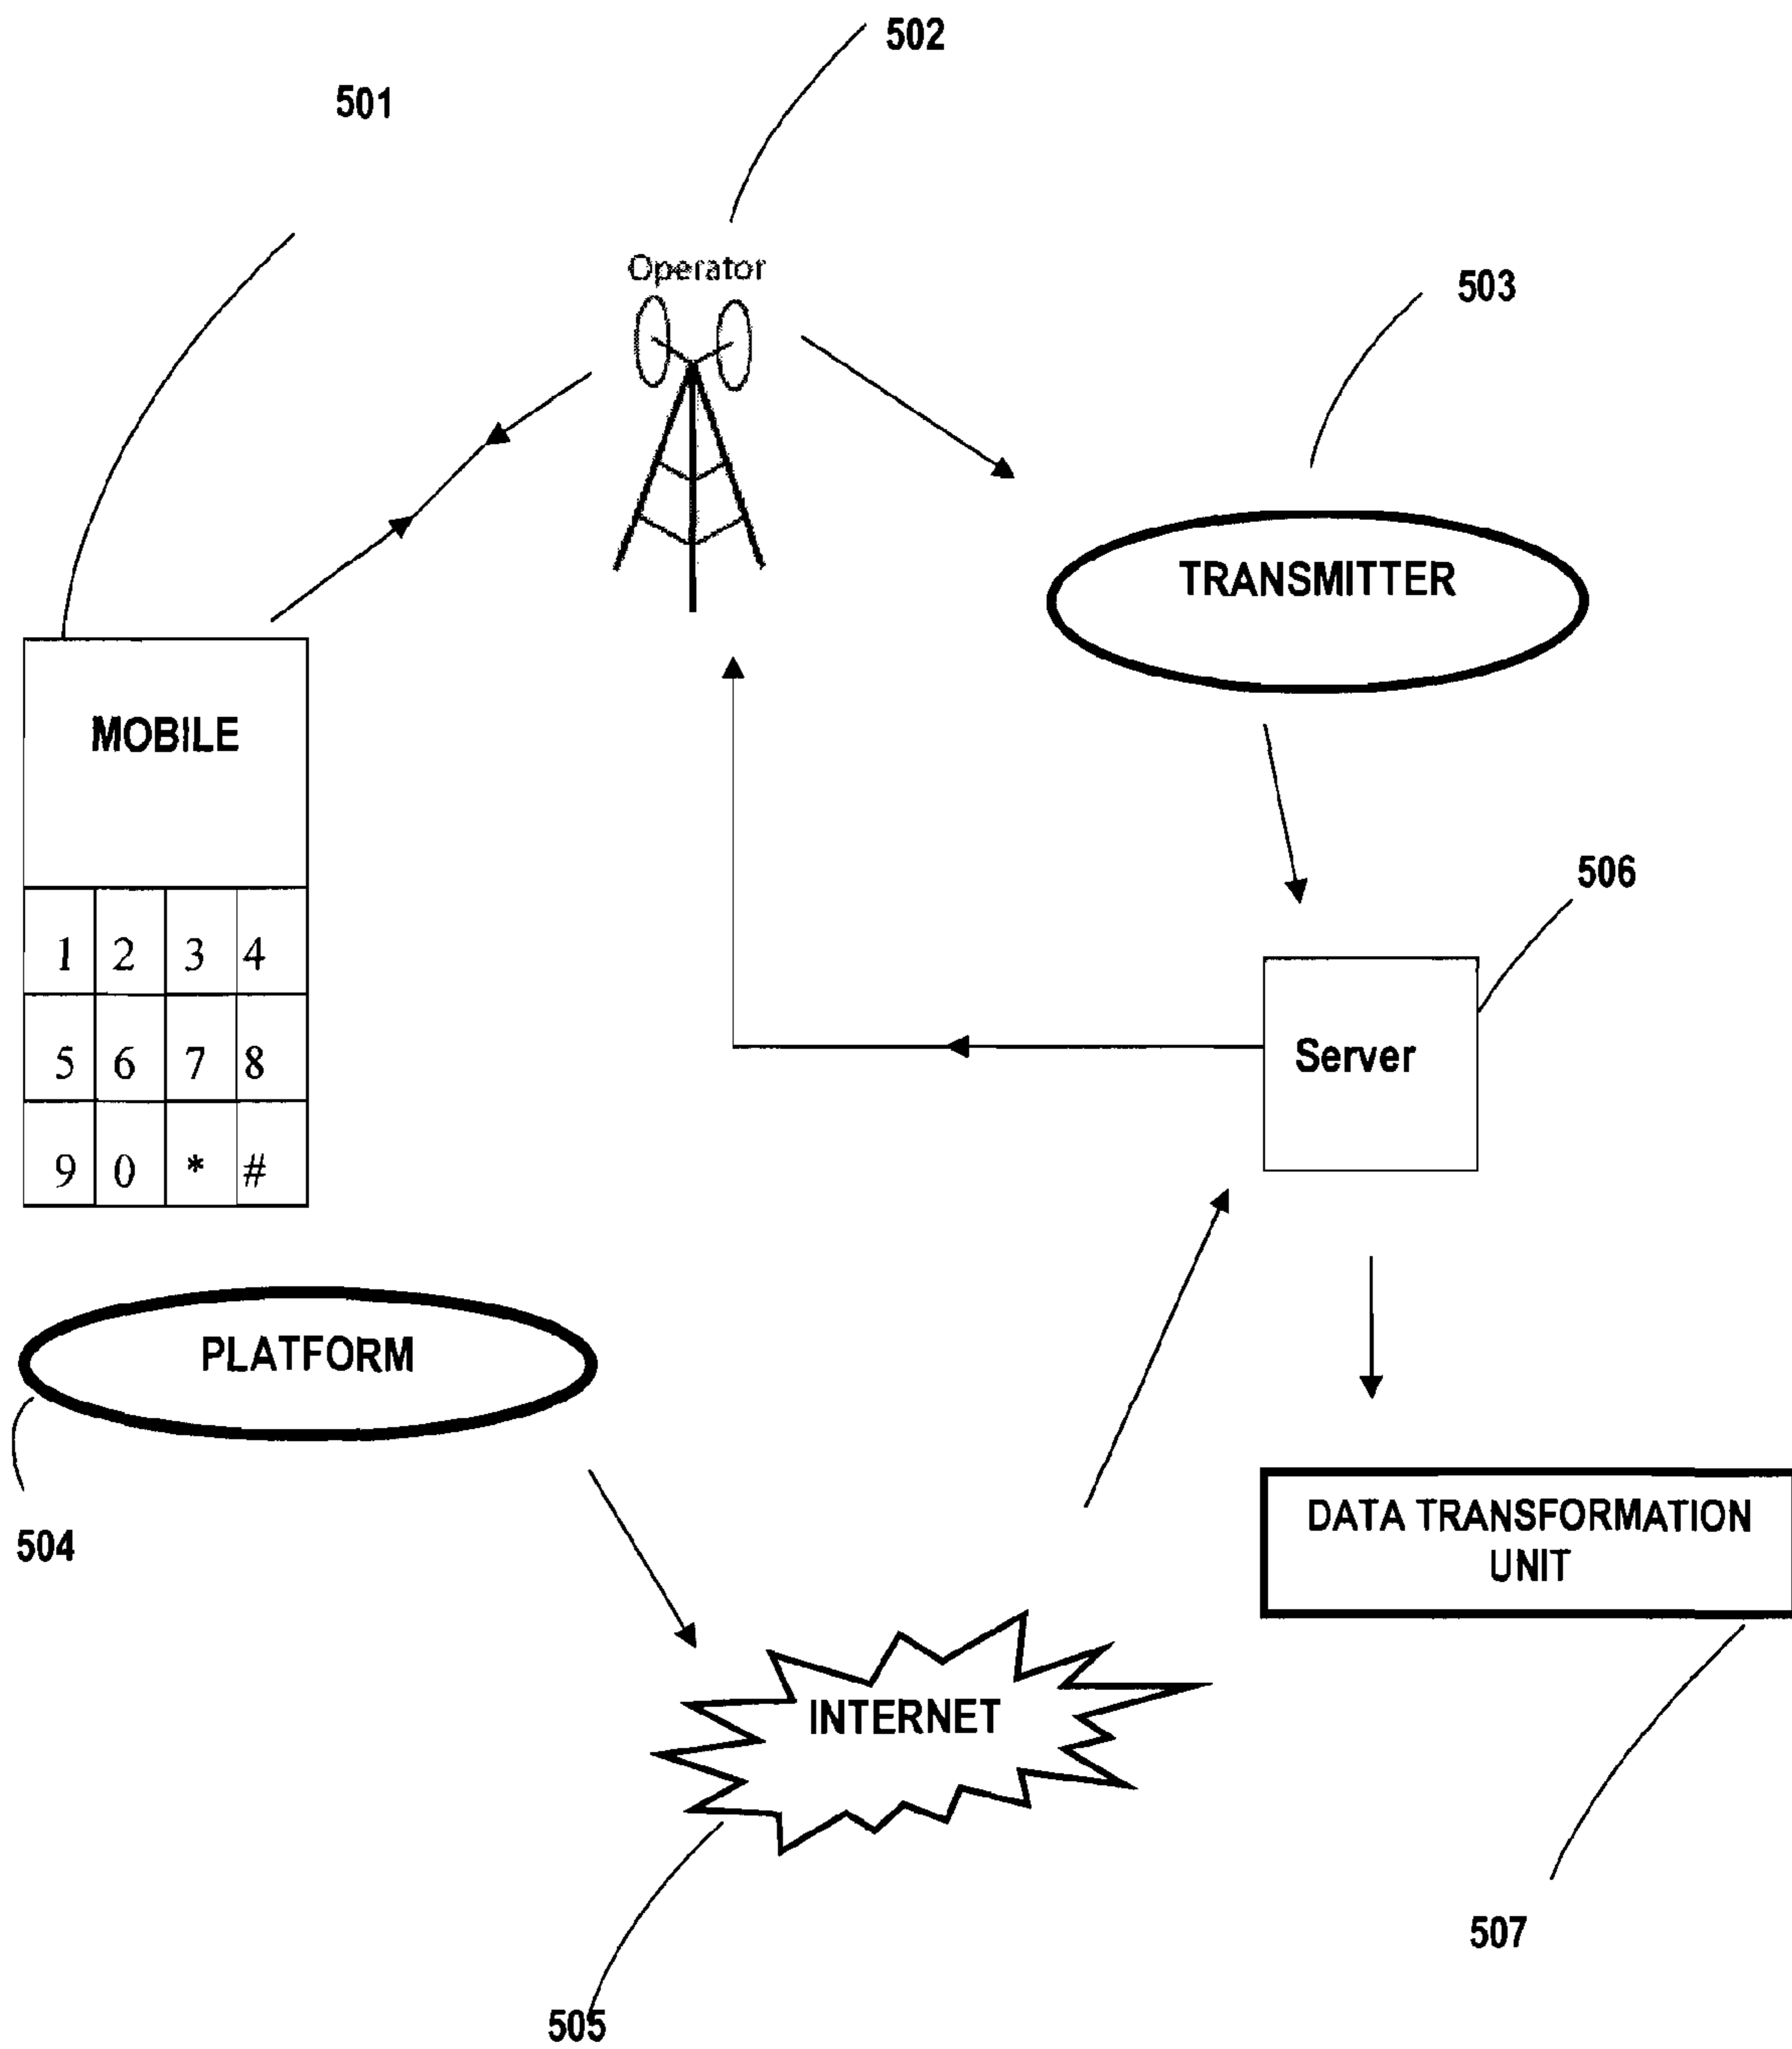 502
501
Operator
503
TRANSMITTER
MOBILE
506
1 2 3 4
Server
5 6 7 8
9 0 * #
PLATFORM
DATA TRANSFORMATION
UNIT
504
INTERNET
507
505